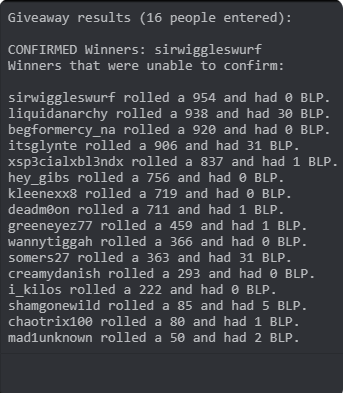 Giveaway results (16 people entered):
CONFIRMED Winners: sirwiggleswurf
Winners that were unable to confirm:
sirwiggleswurf rolled a 954 and had 0 BLP.
liquidanarchy rolled a 938 and had 30 BLP.
begformercy_na rolled a 920 and had 0 BLP.
itsglynte rolled a 906 and had 31 BLP.
xsp3cialxbl3ndx rolled a 837 and had 1 BLP.
hey_gibs rolled a 756 and had 0 BLP.
kleenexx8 rolled a 719 and had 0 BLP.
deadm0on rolled a 711 and had 1 BLP.
greeneyez77 rolled a 459 and had 1 BLP.
wannytiggah rolled a 366 and had 0 BLP.
somers27 rolled a 363 and had 31 BLP.
creamydanish rolled a 293 and had 0 BLP.
i_kilos rolled a 222 and had 0 BLP.
shamgonewild rolled a 85 and had 5 BLP.
chaotrix100 rolled a 80 and had 1 BLP.
mad1unknown rolled a 50 and had 2 BLP.